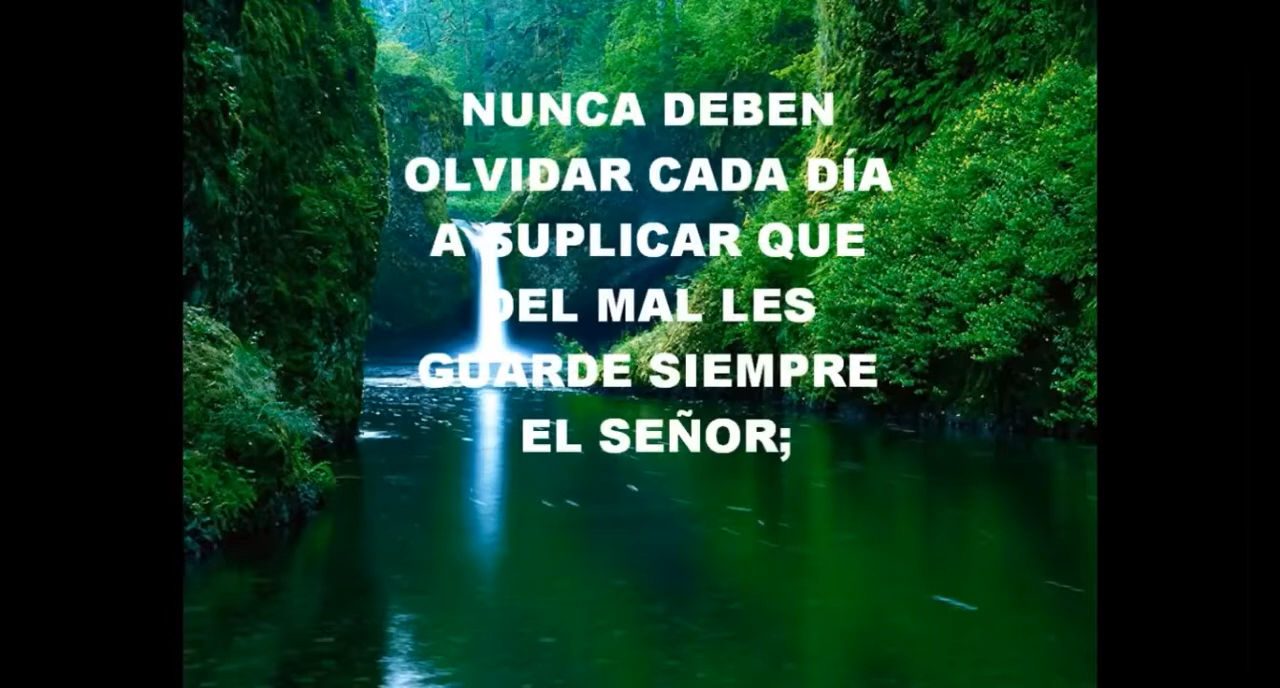 NUNCA DEBEN
OLVIDAR CADA DÍA
A SUPLICAR QUE
DEL MAL LES
GUARDE SIEMPRE
EL SEÑOR;